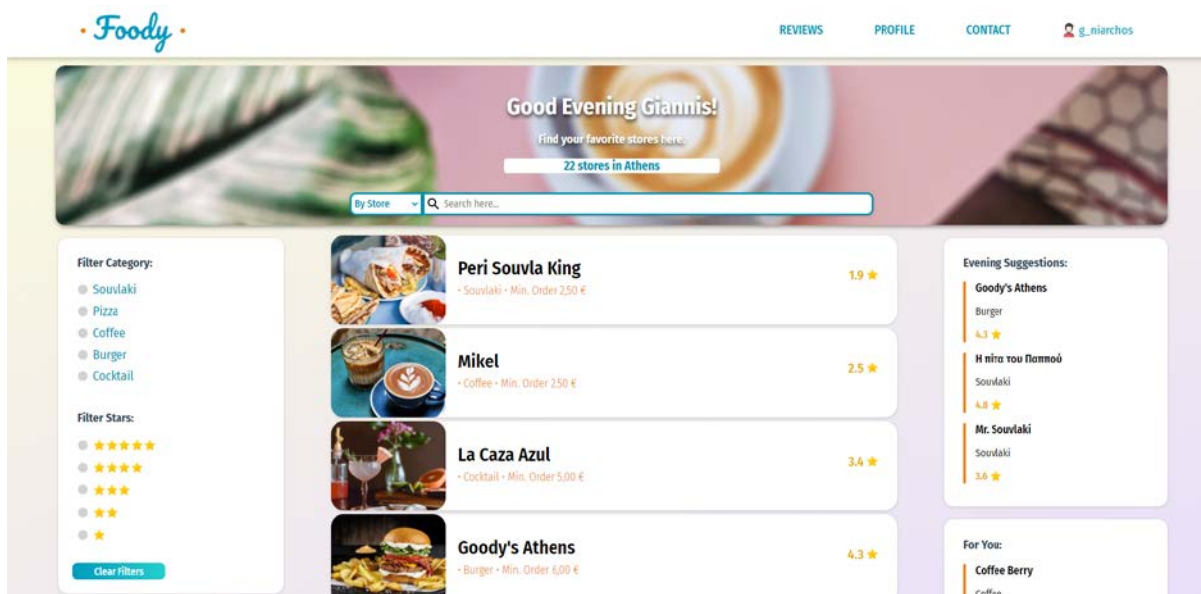 · Foody ·
REVIEWS
PROFILE
CONTACT
g_niarchos
Good Evening Giannis!
Find your favorite stores here.
22 stores in Athens
By Store
Search here...
Filter Category:
Souvlaki
Pizza
Coffee
Burger
Cocktail
Filter Stars:
Clear Filters
Peri Souvla King
• Souvlaki • Min. Order 2,50 €
1.9
Mikel
• Coffee • Min. Order 2,50 €
2.5
La Caza Azul
• Cocktail • Min. Order 5,00 €
3.4
Goody's Athens
• Burger • Min. Order 6,00 €
4.3
Evening Suggestions:
Goody's Athens
Burger
4.3
Η πίτα του Παππού
Souvlaki
4.8
Mr. Souvlaki
Souvlaki
3.6
For You:
Coffee Berry
Coffee